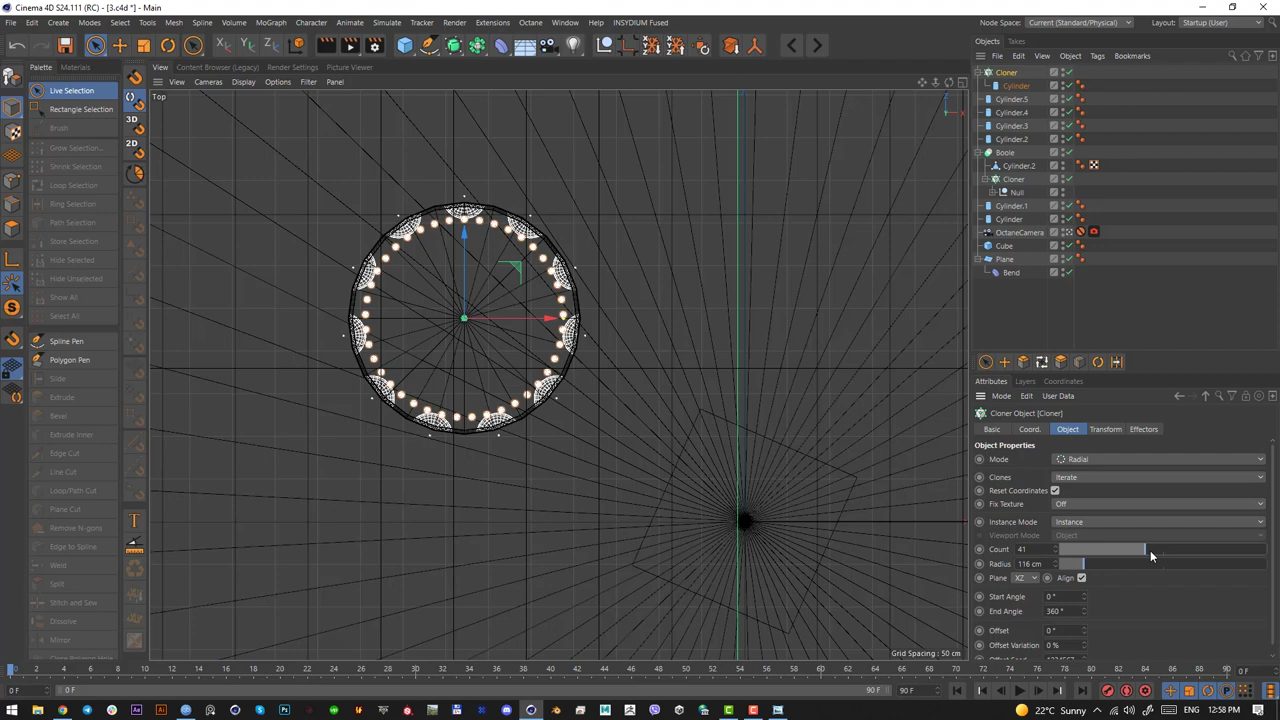 Cinema 4D S24.111 (RC) - [3.c4d *] - Main
File Edit Create Modes Select Tools Mesh Spline Volume MoGraph Character Animate Simulate Tracker Render Extensions Octane Window Help INSYDIUM Fused Node Space: Current (Standard/Physical) Layout: Startup (User)
X Y Z
Objects Takes
File Edit View Object Tags Bookmarks
Palette Materials
View Content Browser (Legacy) Render Settings Picture Viewer
View Cameras Display Options Filter Panel
Top
Live Selection
Rectangle Selection
Brush
Grow Selection...
Shrink Selection
Loop Selection
Ring Selection
Path Selection
Store Selection
Hide Selected
Hide Unselected
Show All
Select All
Spline Pen
Polygon Pen
Slide
Extrude
Bevel
Extrude Inner
Edge Cut
Line Cut
Loop/Path Cut
Plane Cut
Remove N-gons
Edge to Spline
Weld
Split
Stitch and Sew
Dissolve
Mirror
3D
2D
Cloner
Cylinder
Cylinder.5
Cylinder.4
Cylinder.3
Cylinder.2
Boole
Cylinder.2
Cloner
Null
Cylinder.1
Cylinder
OctaneCamera
Cube
Plane
Bend
Attributes Layers Coordinates
Mode Edit User Data
Cloner Object [Cloner]
Basic Coord. Object Transform Effectors
Object Properties
Mode Radial
Clones Iterate
Reset Coordinates
Fix Texture Off
Instance Mode Instance
Viewport Mode Object
Count 41
Radius 116 cm
Plane XZ Align
Start Angle 0 °
End Angle 360 °
Offset 0 °
Offset Variation 0 %
Grid Spacing : 50 cm
0 2 4 6 8 10 12 14 16 18 20 22 24 26 28 30 32 34 36 38 40 42 44 46 48 50 52 54 56 58 60 62 64 66 68 70 72 74 76 78 80 82 84 86 88 90 0 F
0 F 0 F 90 F 90 F
22°C Sunny ENG 12:58 PM